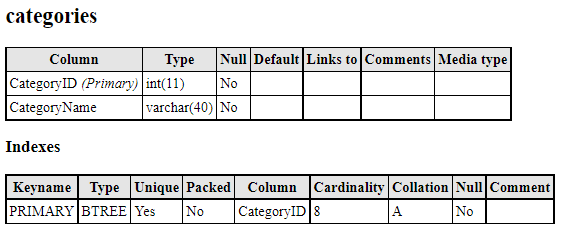 categories
Column Type Null Default Links to Comments Media type
CategoryID (Primary) int(11) No
CategoryName varchar(40) No
Indexes
Keyname Type Unique Packed Column Cardinality Collation Null Comment
PRIMARY BTREE Yes No CategoryID 8 A No